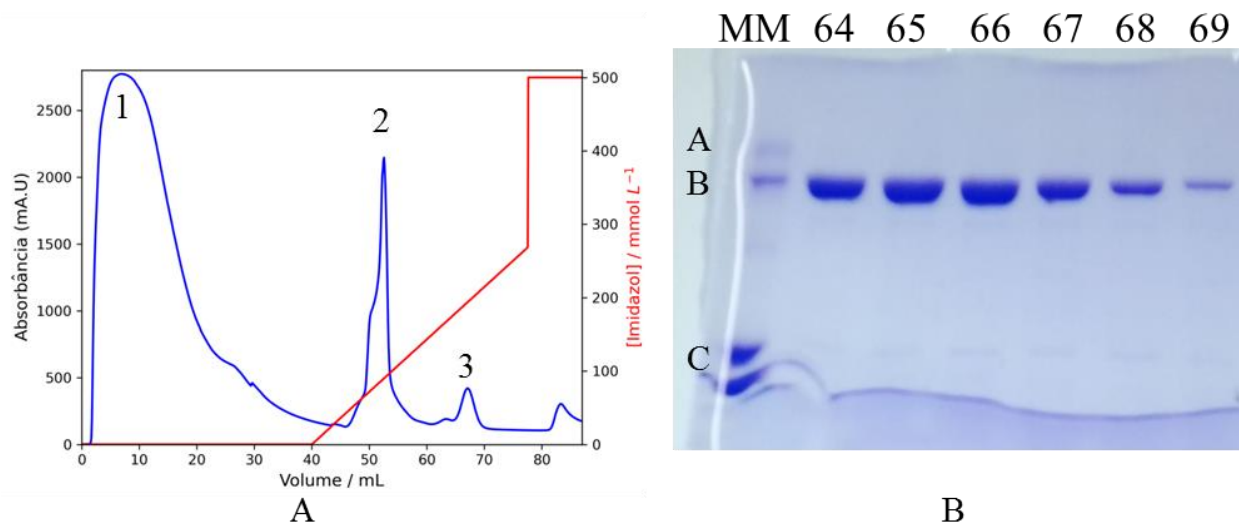 MM 64 65 66 67 68 69
1
2
3
2500
2000
1500
1000
500
0
500
400
300
200
100
0
0 10 20 30 40 50 60 70 80
Absorbância (mA.U)
[Imidazol] / mmol L⁻¹
Volume / mL
A
B
C
A
B